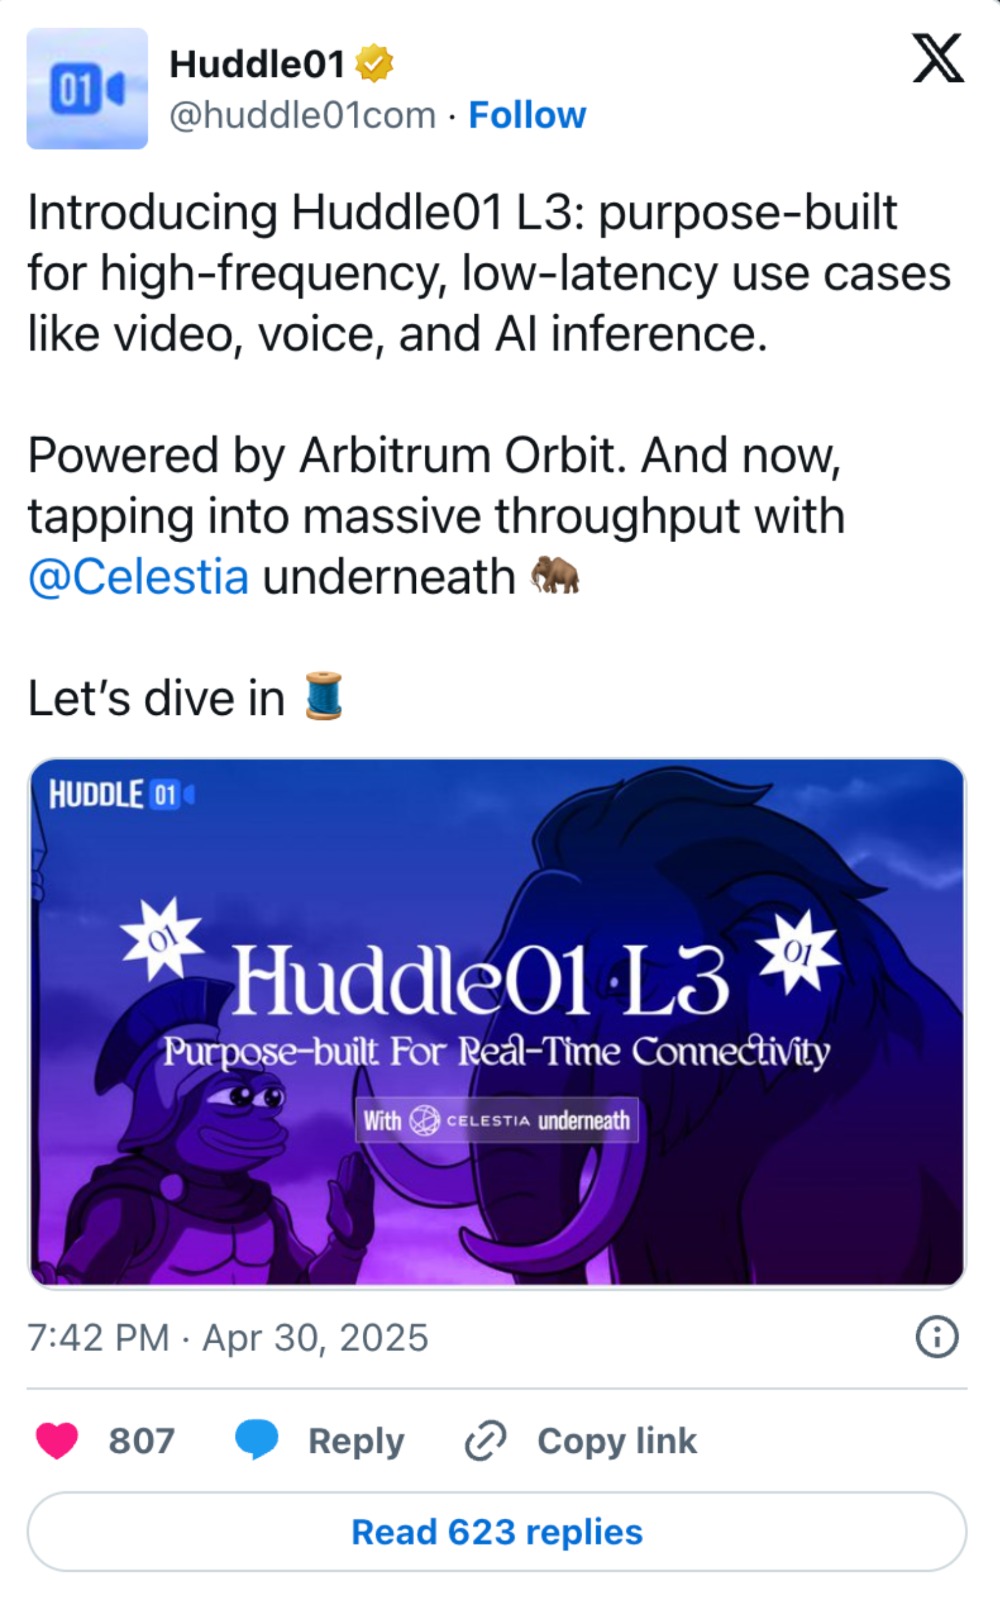 01
Huddle01
@huddle01com · Follow
Introducing Huddle01 L3: purpose-built
for high-frequency, low-latency use cases
like video, voice, and AI inference.
Powered by Arbitrum Orbit. And now,
tapping into massive throughput with
@Celestia underneath 🦣
Let’s dive in 🧵
HUDDLE 01
01
01
Huddle01 L3
Purpose-built For Real-Time Connectivity
With CELESTIA underneath
7:42 PM · Apr 30, 2025
807 Reply Copy link
Read 623 replies